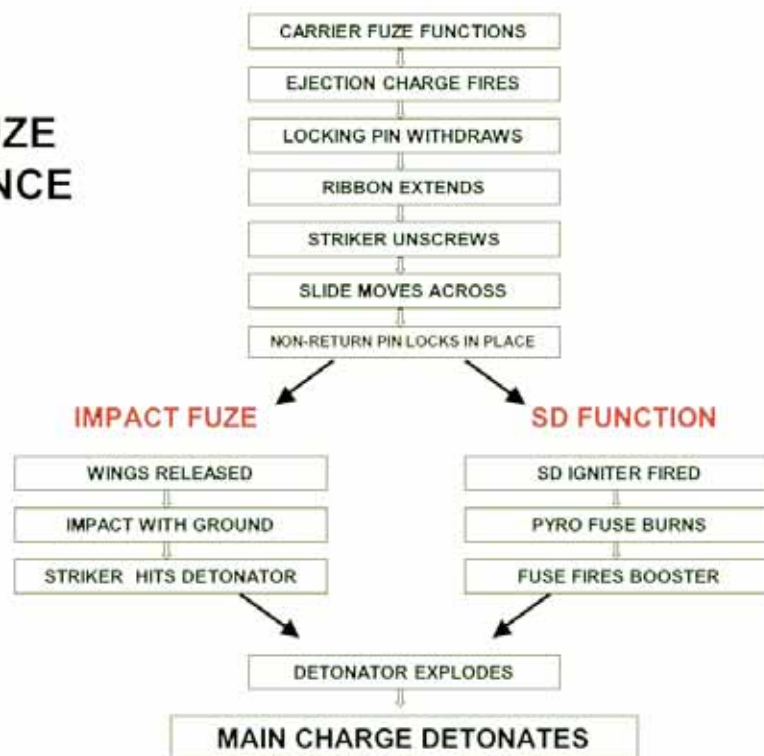 CARRIER FUZE FUNCTIONS
EJECTION CHARGE FIRES
LOCKING PIN WITHDRAWS
ZE
NCE
RIBBON EXTENDS
STRIKER UNSCREWS
SLIDE MOVES ACROSS
NON-RETURN PIN LOCKS IN PLACE
IMPACT FUZE
WINGS RELEASED
IMPACT WITH GROUND
STRIKER HITS DETONATOR
SD FUNCTION
SD IGNITER FIRED
PYRO FUSE BURNS
FUSE FIRES BOOSTER
DETONATOR EXPLODES
MAIN CHARGE DETONATES